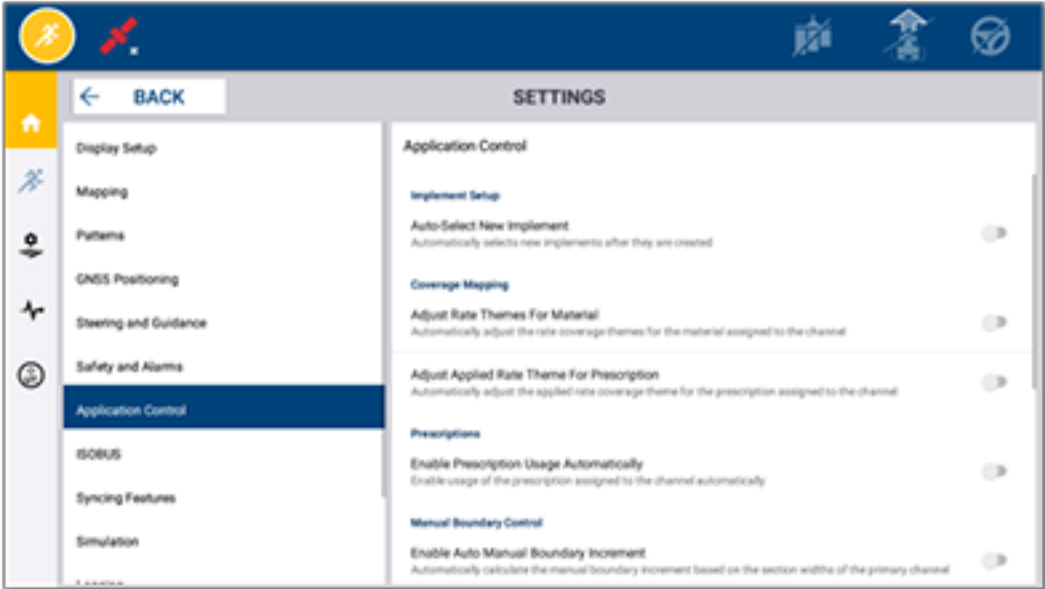 BACK
SETTINGS
Display Setup
Mapping
Patterns
GNSS Positioning
Steering and Guidance
Safety and Alarms
Application Control
ISOBUS
Syncing Features
Simulation
Application Control
Implement Setup
Auto-Select New Implement
Automatically selects new implements after they are created
Coverage Mapping
Adjust Rate Themes For Material
Automatically adjust the rate coverage themes for the material assigned to the channel
Adjust Applied Rate Theme For Prescription
Automatically adjust the applied rate coverage theme for the prescription assigned to the channel
Prescriptions
Enable Prescription Usage Automatically
Enable usage of the prescription assigned to the channel automatically
Manual Boundary Control
Enable Auto Manual Boundary Increment
Automatically calculate the manual boundary increment based on the section widths of the primary channel